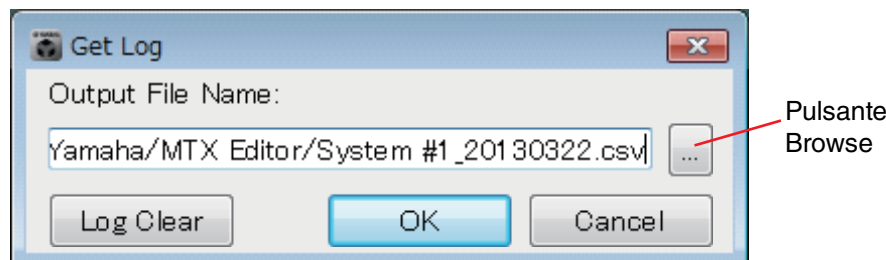 Get Log
Output File Name:
Yamaha/MTX Editor/System #1_20130322.csv
...
Pulsante
Browse
Log Clear
OK
Cancel